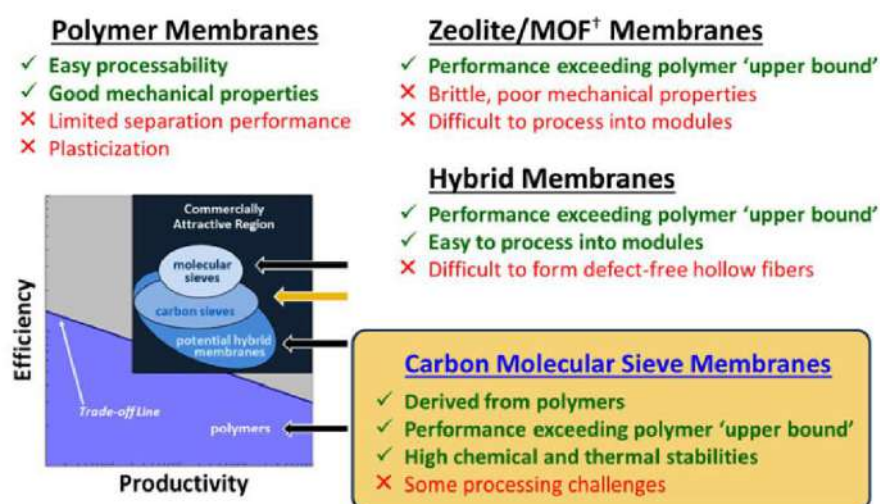 Polymer Membranes
✓ Easy processability
✓ Good mechanical properties
✕ Limited separation performance
✕ Plasticization
Zeolite/MOF† Membranes
✓ Performance exceeding polymer ‘upper bound’
✕ Brittle, poor mechanical properties
✕ Difficult to process into modules
Hybrid Membranes
✓ Performance exceeding polymer ‘upper bound’
✓ Easy to process into modules
✕ Difficult to form defect-free hollow fibers
Commercially
Attractive Region
molecular
sieves
carbon sieves
potential hybrid
membranes
Efficiency
Trade-off Line
polymers
Productivity
Carbon Molecular Sieve Membranes
✓ Derived from polymers
✓ Performance exceeding polymer ‘upper bound’
✓ High chemical and thermal stabilities
✕ Some processing challenges